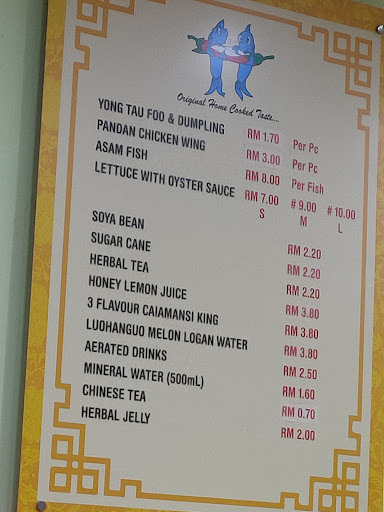 Original Home Cooked Taste....
YONG TAU FOO & DUMPLING RM 1.70 Per Pc
PANDAN CHICKEN WING RM 3.00 Per Pc
ASAM FISH RM 8.00 Per Fish
LETTUCE WITH OYSTER SAUCE RM 7.00 # 9.00 # 10.00
S M L
SOYA BEAN RM 2.20
SUGAR CANE RM 2.20
HERBAL TEA RM 2.20
HONEY LEMON JUICE RM 3.80
3 FLAVOUR CAIAMANSI KING RM 3.80
LUOHANGUO MELON LOGAN WATER RM 3.80
AERATED DRINKS RM 2.50
MINERAL WATER (500mL) RM 1.60
CHINESE TEA RM 0.70
HERBAL JELLY RM 2.00